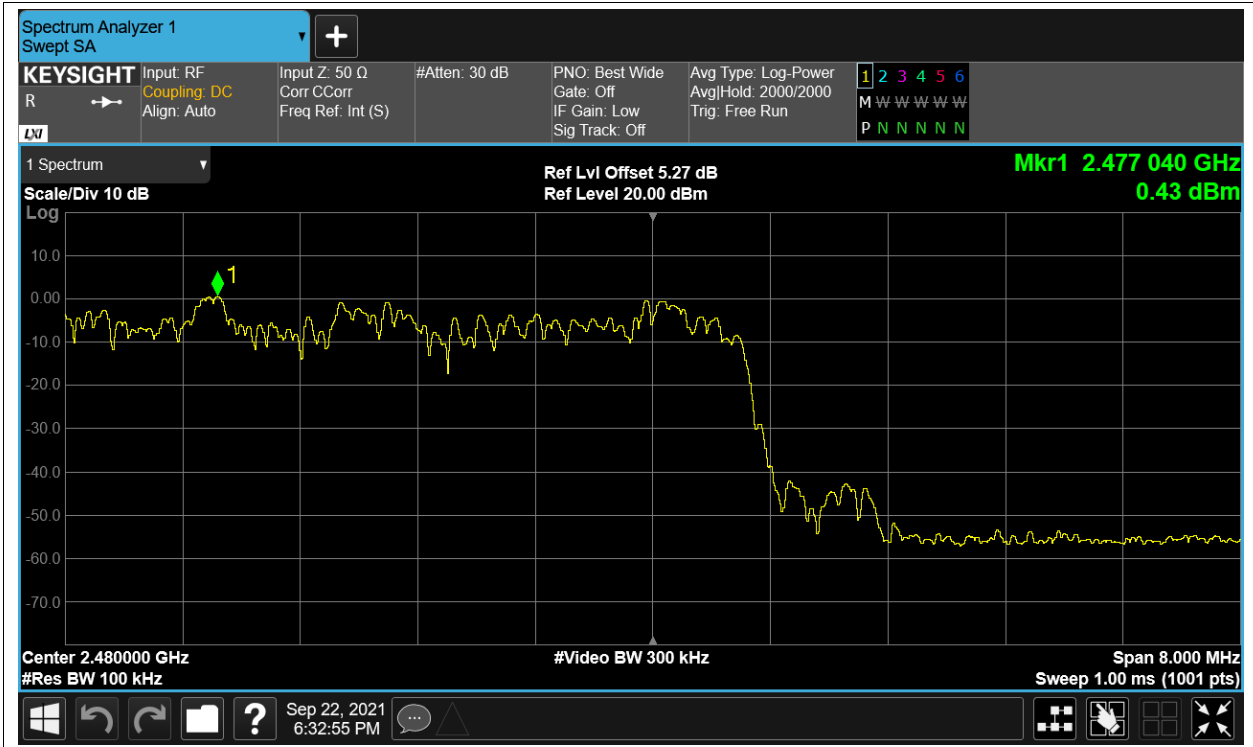 Spectrum Analyzer 1
Swept SA
KEYSIGHT
R
LXI
Input: RF
Coupling: DC
Align: Auto
Input Z: 50 Ω
Corr CCorr
Freq Ref: Int (S)
#Atten: 30 dB
PNO: Best Wide
Gate: Off
IF Gain: Low
Sig Track: Off
Avg Type: Log-Power
Avg|Hold: 2000/2000
Trig: Free Run
1 2 3 4 5 6
M W W W W W
P N N N N N
1 Spectrum
Scale/Div 10 dB
Log
Ref Lvl Offset 5.27 dB
Ref Level 20.00 dBm
Mkr1 2.477 040 GHz
0.43 dBm
1
10.0
0.00
-10.0
-20.0
-30.0
-40.0
-50.0
-60.0
-70.0
Center 2.480000 GHz
#Res BW 100 kHz
#Video BW 300 kHz
Span 8.000 MHz
Sweep 1.00 ms (1001 pts)
?
Sep 22, 2021
6:32:55 PM